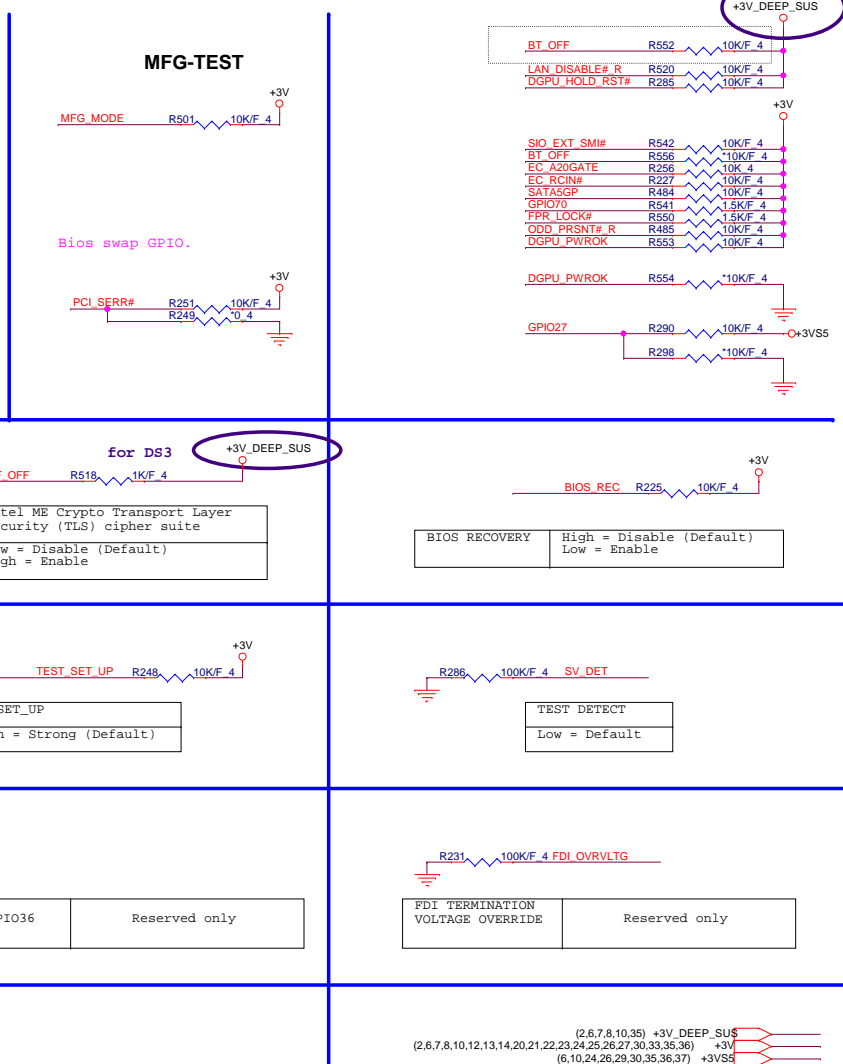 MFG-TEST
+3V
MFG_MODE R501 10K/F_4
Bios swap GPIO.
+3V
PCI_SERR# R251 10K/F_4
R249 *0_4
+3V_DEEP_SUS
BT_OFF R552 10K/F_4
LAN_DISABLE#_R R520 10K/F_4
DGPU_HOLD_RST# R285 10K/F_4
+3V
SIO_EXT_SMI# R542 10K/F_4
BT_OFF R556 *10K/F_4
EC_A20GATE R256 10K_4
EC_RCIN# R227 10K/F_4
SATA5GP R484 10K/F_4
GPIO70 R541 1.5K/F_4
FPR_LOCK# R550 1.5K/F_4
ODD_PRSNT#_R R485 10K/F_4
DGPU_PWROK R553 10K/F_4
DGPU_PWROK R554 *10K/F_4
GPIO27 R290 10K/F_4 +3VS5
R298 *10K/F_4
for DS3 +3V_DEEP_SUS
F_OFF R518 1K/F_4
tel ME Crypto Transport Layer
curity (TLS) cipher suite
w = Disable (Default)
gh = Enable
+3V
BIOS_REC R225 10K/F_4
BIOS RECOVERY High = Disable (Default)
Low = Enable
+3V
TEST_SET_UP R248 10K/F_4
SET_UP
h = Strong (Default)
R286 100K/F_4 SV_DET
TEST DETECT
Low = Default
PIO36 Reserved only
R231 100K/F_4 FDI_OVRVLTG
FDI TERMINATION
VOLTAGE OVERRIDE Reserved only
(2,6,7,8,10,35) +3V_DEEP_SUS
(2,6,7,8,10,12,13,14,20,21,22,23,24,25,26,27,30,33,35,36) +3V
(6,10,24,26,29,30,35,36,37) +3VS5